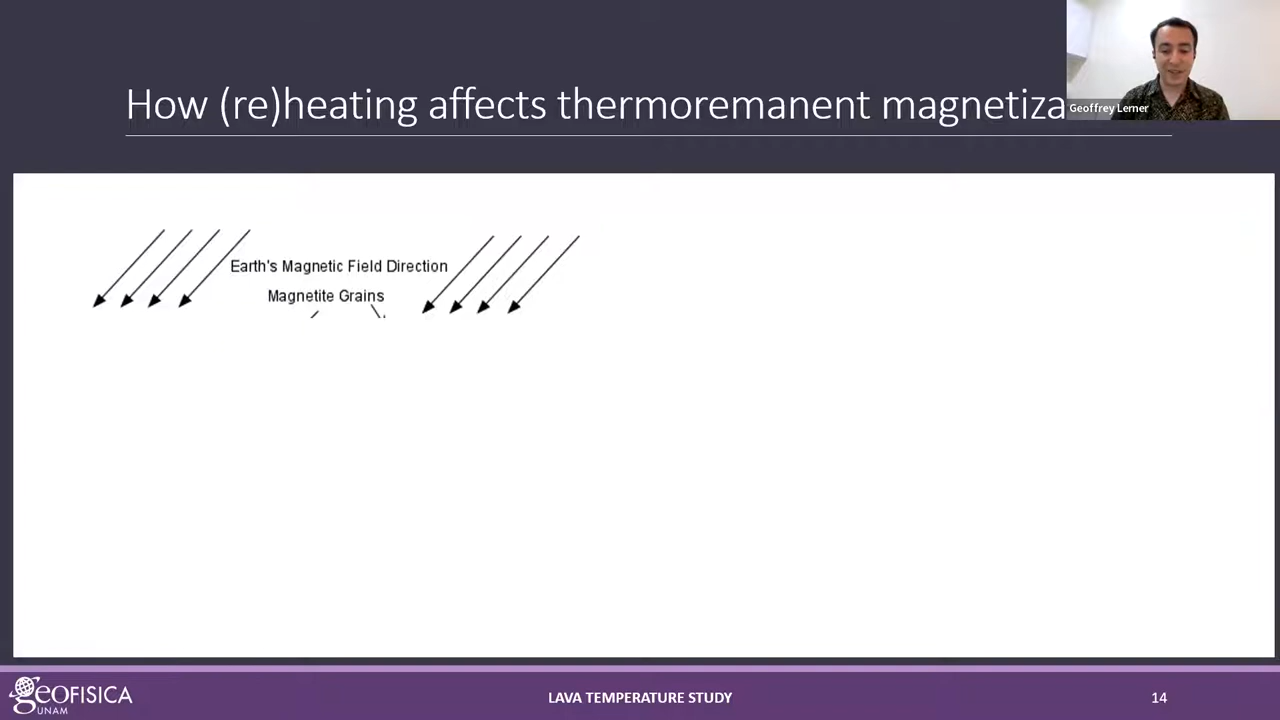 How (re)heating affects thermoremanent magnetiza
Geoffrey Lerner
Earth's Magnetic Field Direction
Magnetite Grains
GEOFISICA
UNAM
LAVA TEMPERATURE STUDY
14